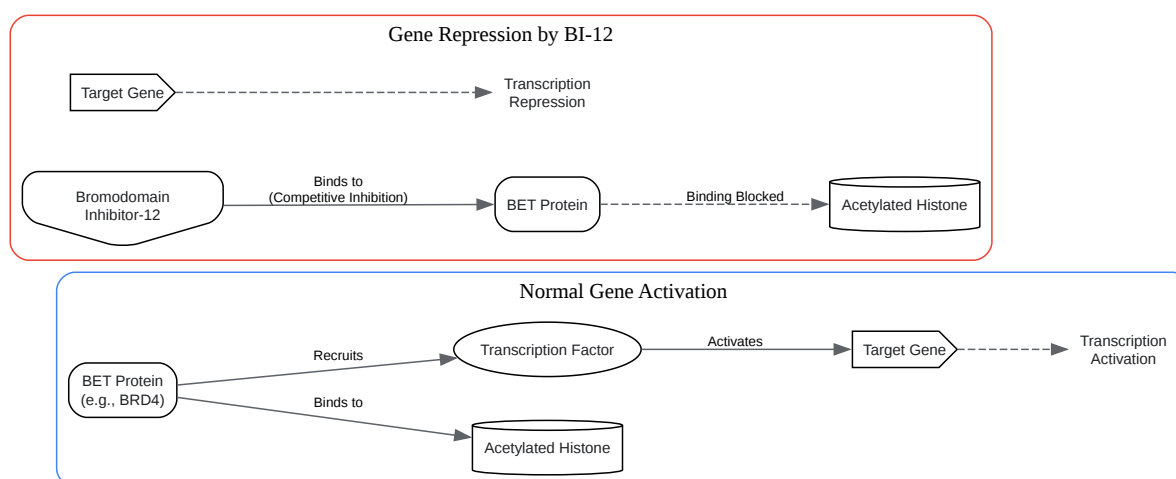 Gene Repression by BI-12
Target Gene
Transcription
Repression
Bromodomain
Inhibitor-12
Binds to
(Competitive Inhibition)
BET Protein
Binding Blocked
Acetylated Histone
Normal Gene Activation
BET Protein
(e.g., BRD4)
Recruits
Transcription Factor
Activates
Target Gene
Transcription
Activation
Binds to
Acetylated Histone